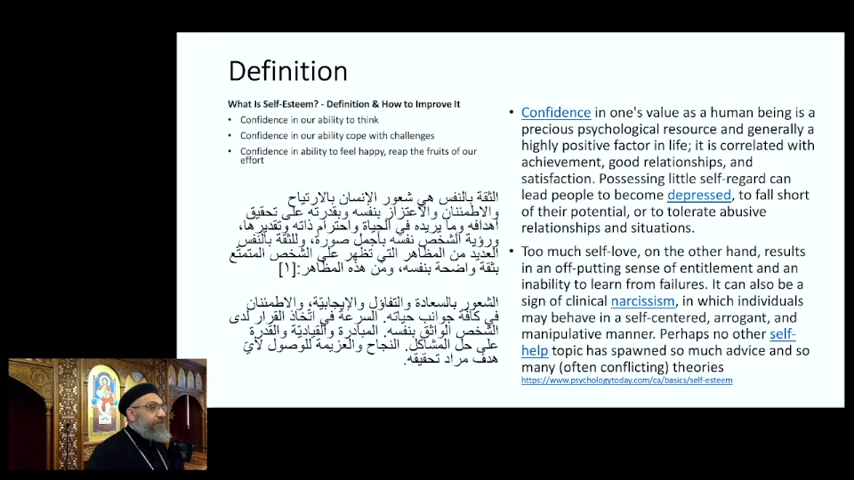 Definition
What Is Self-Esteem? - Definition & How to Improve It
• Confidence in our ability to think
• Confidence in our ability cope with challenges
• Confidence in ability to feel happy, reap the fruits of our
effort
الثقة بالنفس هي شعور الإنسان بالارتياح
والاطمئنان والاعتزاز بنفسه وبقدرته على تحقيق
أهدافه وما يريده في الحياة واحترام ذاته وتقديرها،
ورؤية الشخص نفسه بأجمل صورة، وللثقة بالنفس
العديد من المظاهر التي تظهر على الشخص المتمتع
بثقة واضحة بنفسه، ومن هذه المظاهر:[١]
الشعور بالسعادة والتفاؤل والإيجابيّة، والاطمئنان
في كافّة جوانب حياته. السرعة في اتّخاذ القرار لدى
الشخص الواثق بنفسه. المبادرة والقياديّة والقدرة
على حل المشاكل. النجاح والعزيمة للوصول لأيّ
هدف مراد تحقيقه.
• Confidence in one's value as a human being is a
precious psychological resource and generally a
highly positive factor in life; it is correlated with
achievement, good relationships, and
satisfaction. Possessing little self-regard can
lead people to become depressed, to fall short
of their potential, or to tolerate abusive
relationships and situations.
• Too much self-love, on the other hand, results
in an off-putting sense of entitlement and an
inability to learn from failures. It can also be a
sign of clinical narcissism, in which individuals
may behave in a self-centered, arrogant, and
manipulative manner. Perhaps no other self-
help topic has spawned so much advice and so
many (often conflicting) theories
https://www.psychologytoday.com/ca/basics/self-esteem